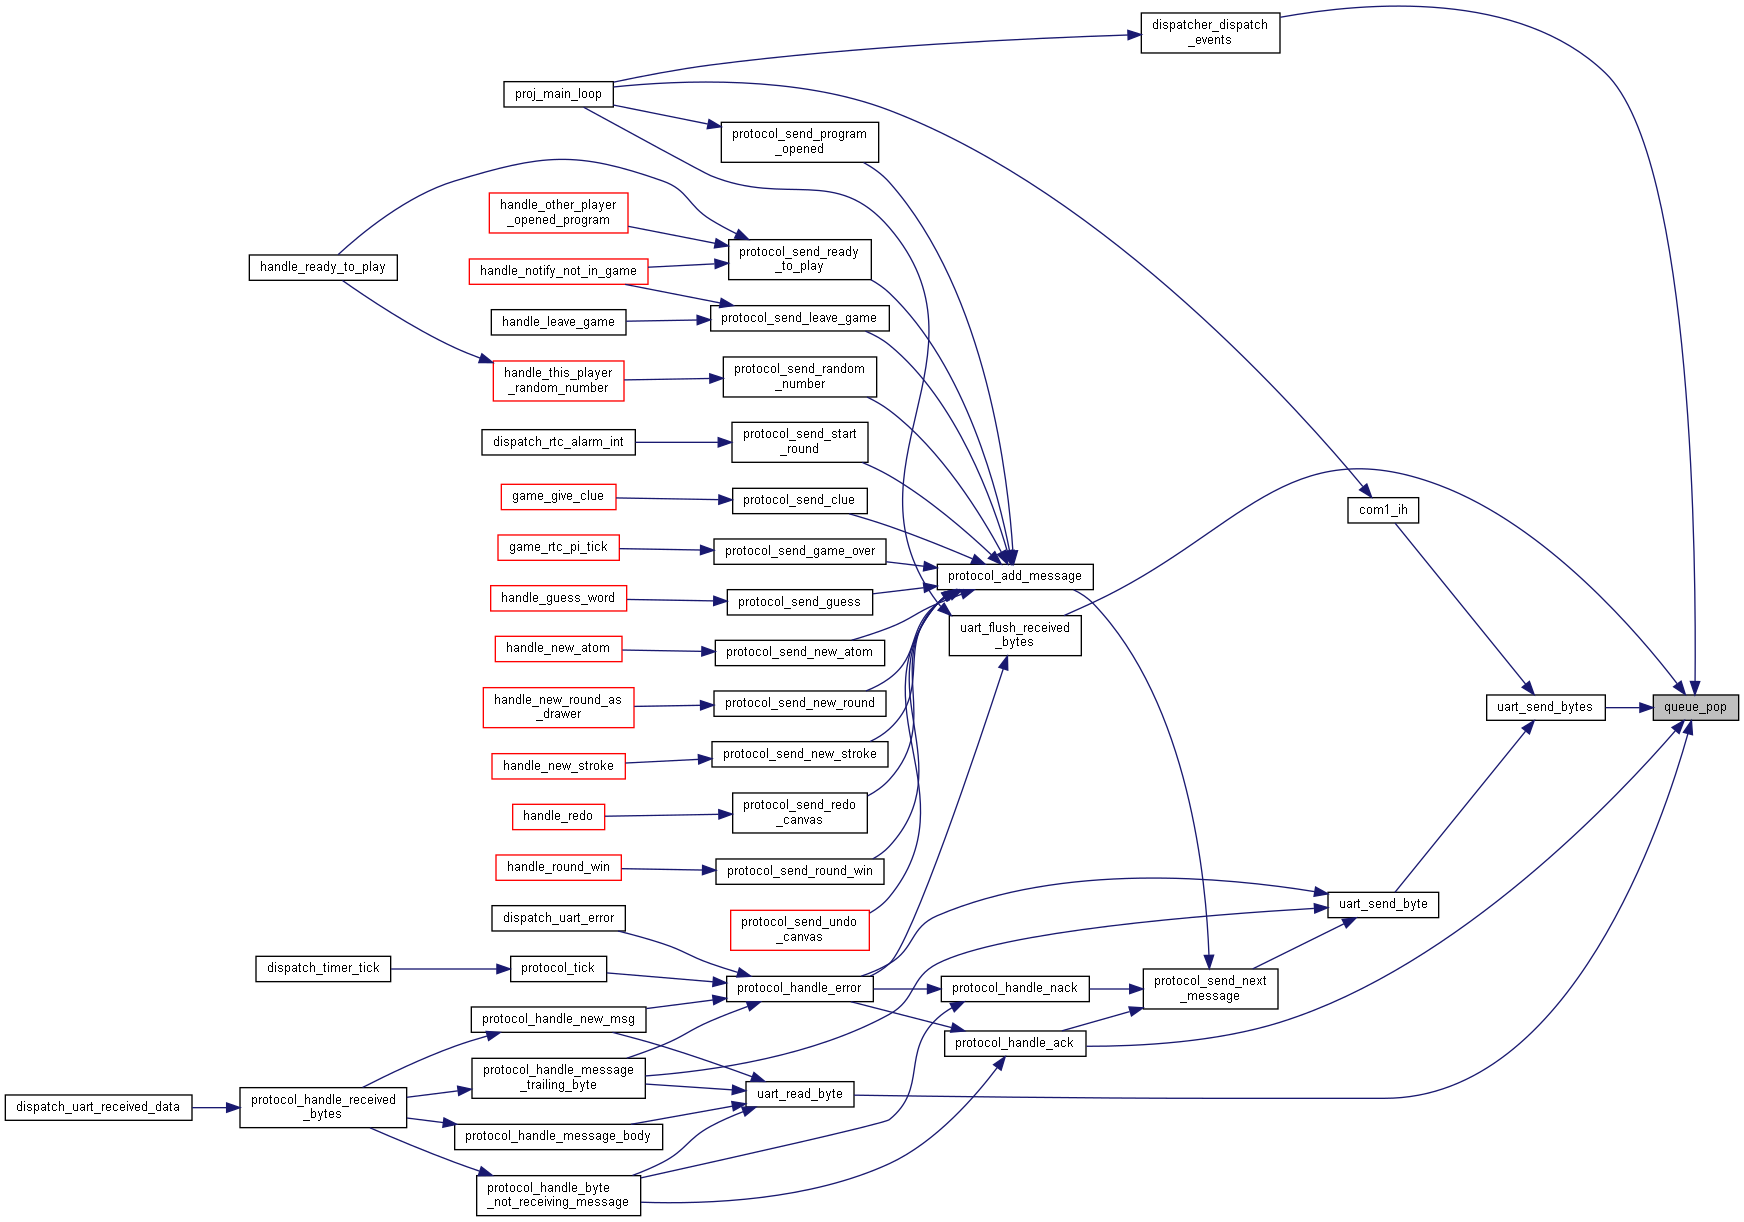 dispatcher_dispatch
_events
proj_main_loop
protocol_send_program
_opened
handle_other_player
_opened_program
protocol_send_ready
_to_play
handle_ready_to_play
handle_notify_not_in_game
protocol_send_leave_game
handle_leave_game
handle_this_player
_random_number
protocol_send_random
_number
dispatch_rtc_alarm_int
protocol_send_start
_round
game_give_clue
protocol_send_clue
com1_ih
game_rtc_pi_tick
protocol_send_game_over
protocol_add_message
handle_guess_word
protocol_send_guess
uart_flush_received
_bytes
handle_new_atom
protocol_send_new_atom
handle_new_round_as
_drawer
protocol_send_new_round
uart_send_bytes
queue_pop
handle_new_stroke
protocol_send_new_stroke
handle_redo
protocol_send_redo
_canvas
handle_round_win
protocol_send_round_win
dispatch_uart_error
protocol_send_undo
_canvas
uart_send_byte
dispatch_timer_tick
protocol_tick
protocol_handle_error
protocol_handle_nack
protocol_send_next
_message
protocol_handle_new_msg
protocol_handle_ack
protocol_handle_message
_trailing_byte
uart_read_byte
dispatch_uart_received_data
protocol_handle_received
_bytes
protocol_handle_message_body
protocol_handle_byte
_not_receiving_message